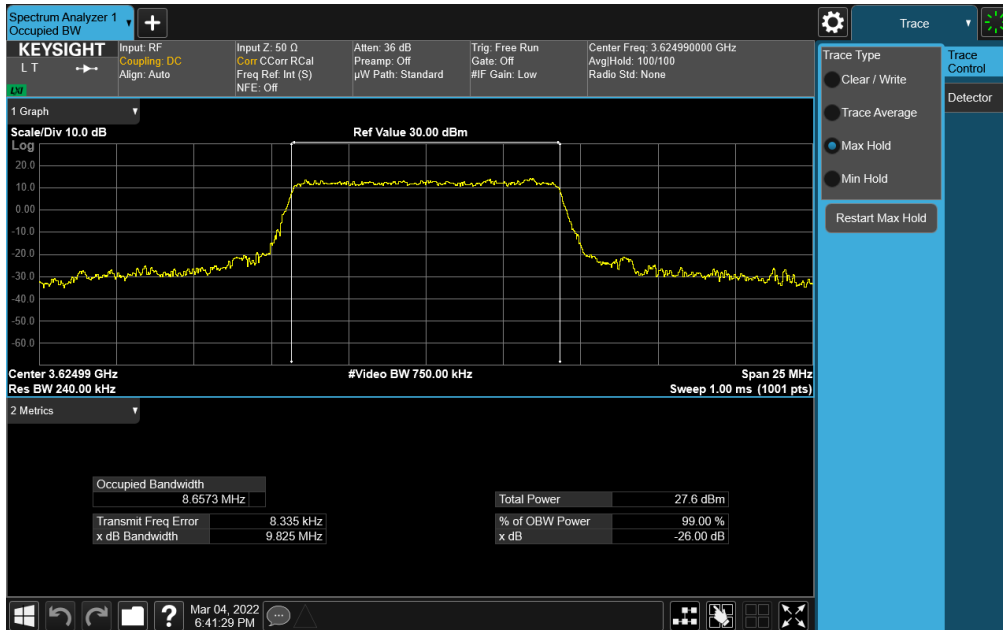 Spectrum Analyzer 1
Occupied BW
KEYSIGHT
L T
LXI
Input: RF
Coupling: DC
Align: Auto
Input Z: 50 Ω
Corr CCorr RCal
Freq Ref: Int (S)
NFE: Off
Atten: 36 dB
Preamp: Off
µW Path: Standard
Trig: Free Run
Gate: Off
#IF Gain: Low
Center Freq: 3.624990000 GHz
Avg|Hold: 100/100
Radio Std: None
Trace
Trace Type
Clear / Write
Trace Average
Max Hold
Min Hold
Restart Max Hold
Trace
Control
Detector
1 Graph
Scale/Div 10.0 dB
Ref Value 30.00 dBm
Log
20.0
10.0
0.00
-10.0
-20.0
-30.0
-40.0
-50.0
-60.0
Center 3.62499 GHz
#Video BW 750.00 kHz
Span 25 MHz
Res BW 240.00 kHz
Sweep 1.00 ms (1001 pts)
2 Metrics
Occupied Bandwidth
8.6573 MHz
Transmit Freq Error 8.335 kHz
x dB Bandwidth 9.825 MHz
Total Power 27.6 dBm
% of OBW Power 99.00 %
x dB -26.00 dB
?
Mar 04, 2022
6:41:29 PM